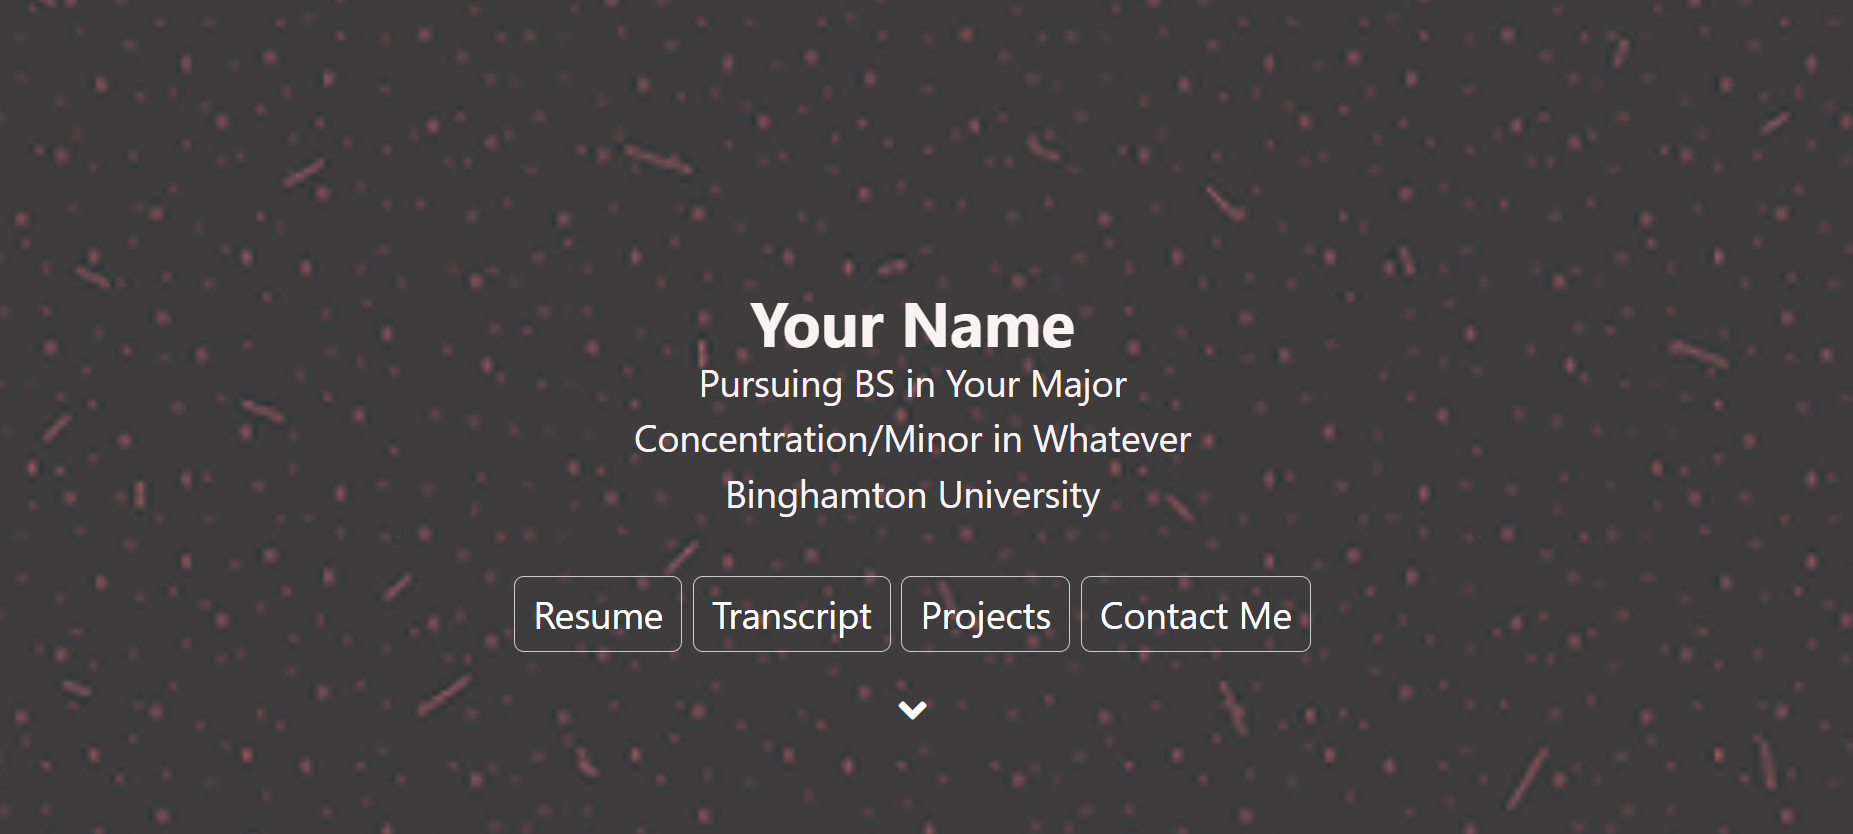 Your Name
Pursuing BS in Your Major
Concentration/Minor in Whatever
Binghamton University
Resume Transcript Projects Contact Me